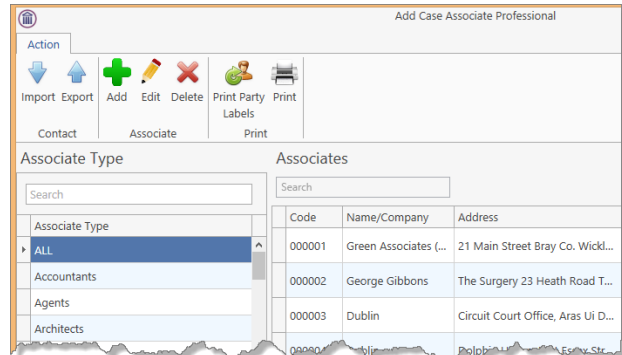 Add Case Associate Professional
Action
Import Export Add Edit Delete Print Party Labels Print
Contact Associate Print
Associate Type
Search
Associate Type
ALL
Accountants
Agents
Architects
Associates
Search
Code Name/Company Address
000001 Green Associates (... 21 Main Street Bray Co. Wickl...
000002 George Gibbons The Surgery 23 Heath Road T...
000003 Dublin Circuit Court Office, Aras Ui D...